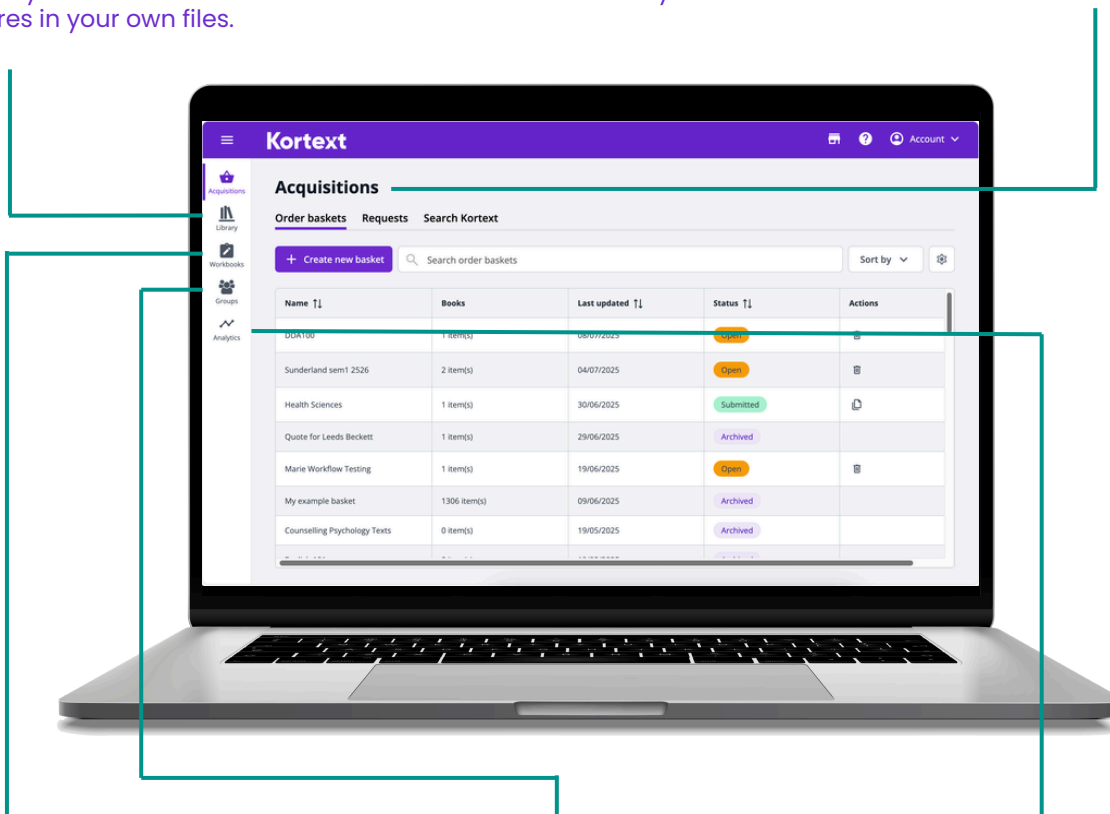 res in your own files.
Kortext
Account
Acquisitions
Acquisitions
Library
Workbooks
Groups
Analytics
Order baskets Requests Search Kortext
+ Create new basket Search order baskets Sort by
Name Books Last updated Status Actions
DDA100 1 item(s) 08/07/2025 Open
Sunderland sem1 2526 2 item(s) 04/07/2025 Open
Health Sciences 1 item(s) 30/06/2025 Submitted
Quote for Leeds Beckett 1 item(s) 29/06/2025 Archived
Marie Workflow Testing 1 item(s) 19/06/2025 Open
My example basket 1306 item(s) 09/06/2025 Archived
Counselling Psychology Texts 0 item(s) 19/05/2025 Archived